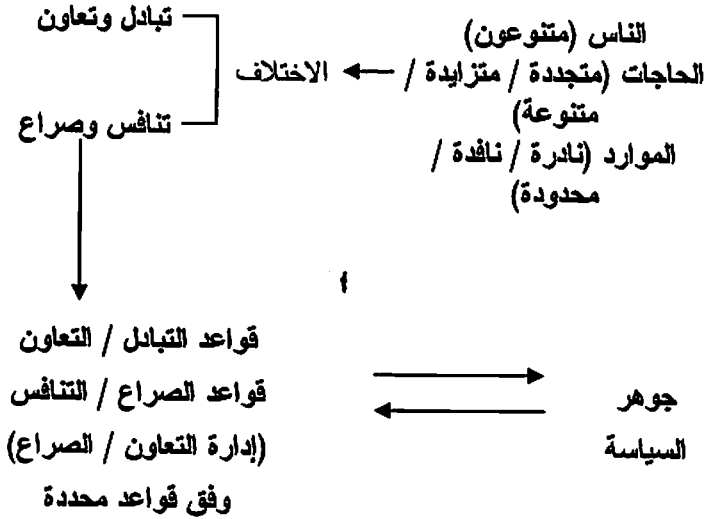 الناس (متنوعون)
الحاجات (متجددة / متزايدة /
متنوعة)
الموارد (نادرة / نافدة /
محدودة)
الاختلاف
تبادل وتعاون
تنافس وصراع
قواعد التبادل / التعاون
قواعد الصراع / التنافس
(إدارة التعاون / الصراع)
وفق قواعد محددة
جوهر
السياسة